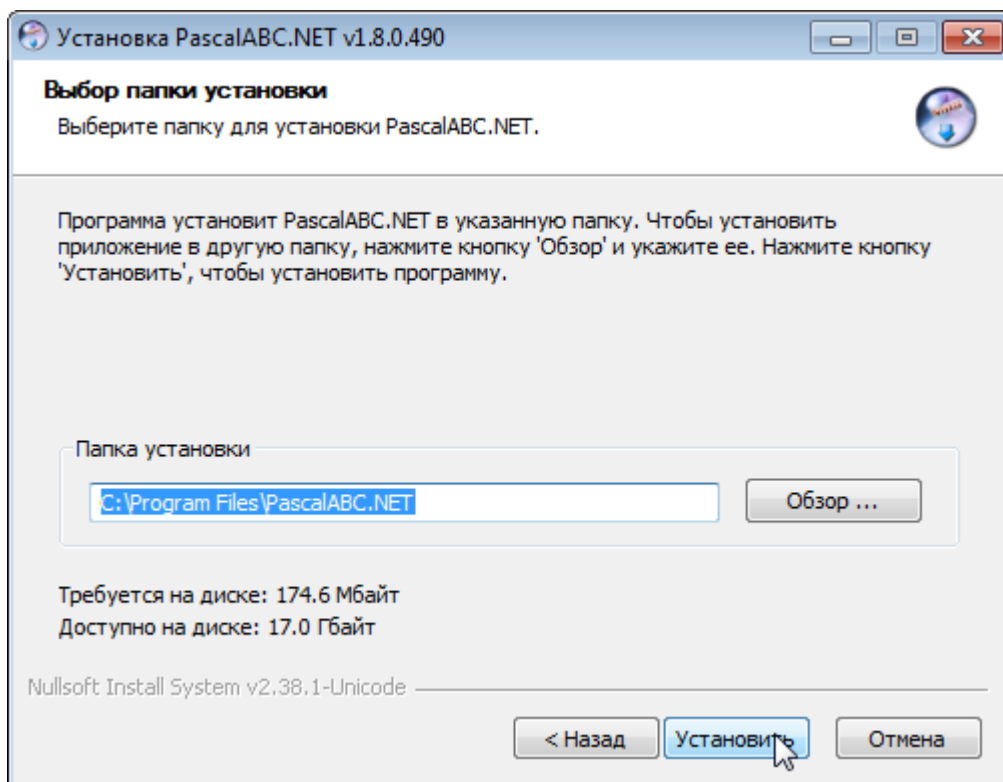 Установка PascalABC.NET v1.8.0.490
Выбор папки установки
Выберите папку для установки PascalABC.NET.
Программа установит PascalABC.NET в указанную папку. Чтобы установить
приложение в другую папку, нажмите кнопку 'Обзор' и укажите ее. Нажмите кнопку
'Установить', чтобы установить программу.
Папка установки
C:\Program Files\PascalABC.NET
Обзор ...
Требуется на диске: 174.6 Мбайт
Доступно на диске: 17.0 Гбайт
Nullsoft Install System v2.38.1-Unicode
< Назад
Установить
Отмена